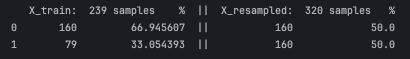 X_train: 239 samples % || X_resampled: 320 samples %
0 160 66.945607 || 160 50.0
1 79 33.054393 || 160 50.0